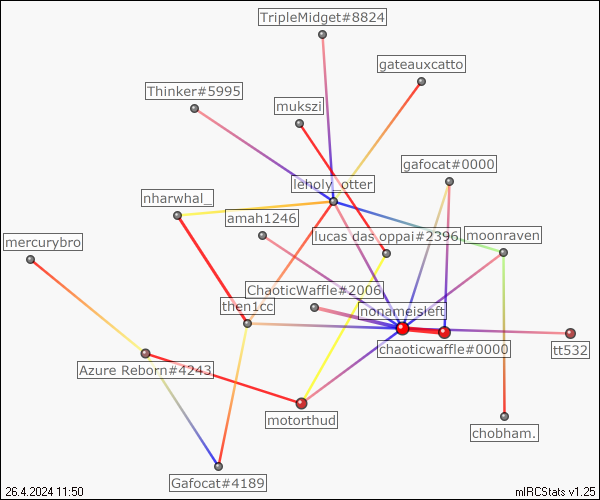 TripleMidget#8824
gateauxcatto
Thinker#5995
mukszi
gafocat#0000
leholy_otter
nharwhal_
amah1246
lucas das oppai#2396
moonraven
mercurybro
ChaoticWaffle#2006
then1cc
nonameisleft
chaoticwaffle#0000
tt532
Azure Reborn#4243
motorthud
chobham.
Gafocat#4189
26.4.2024 11:50
mIRCStats v1.25